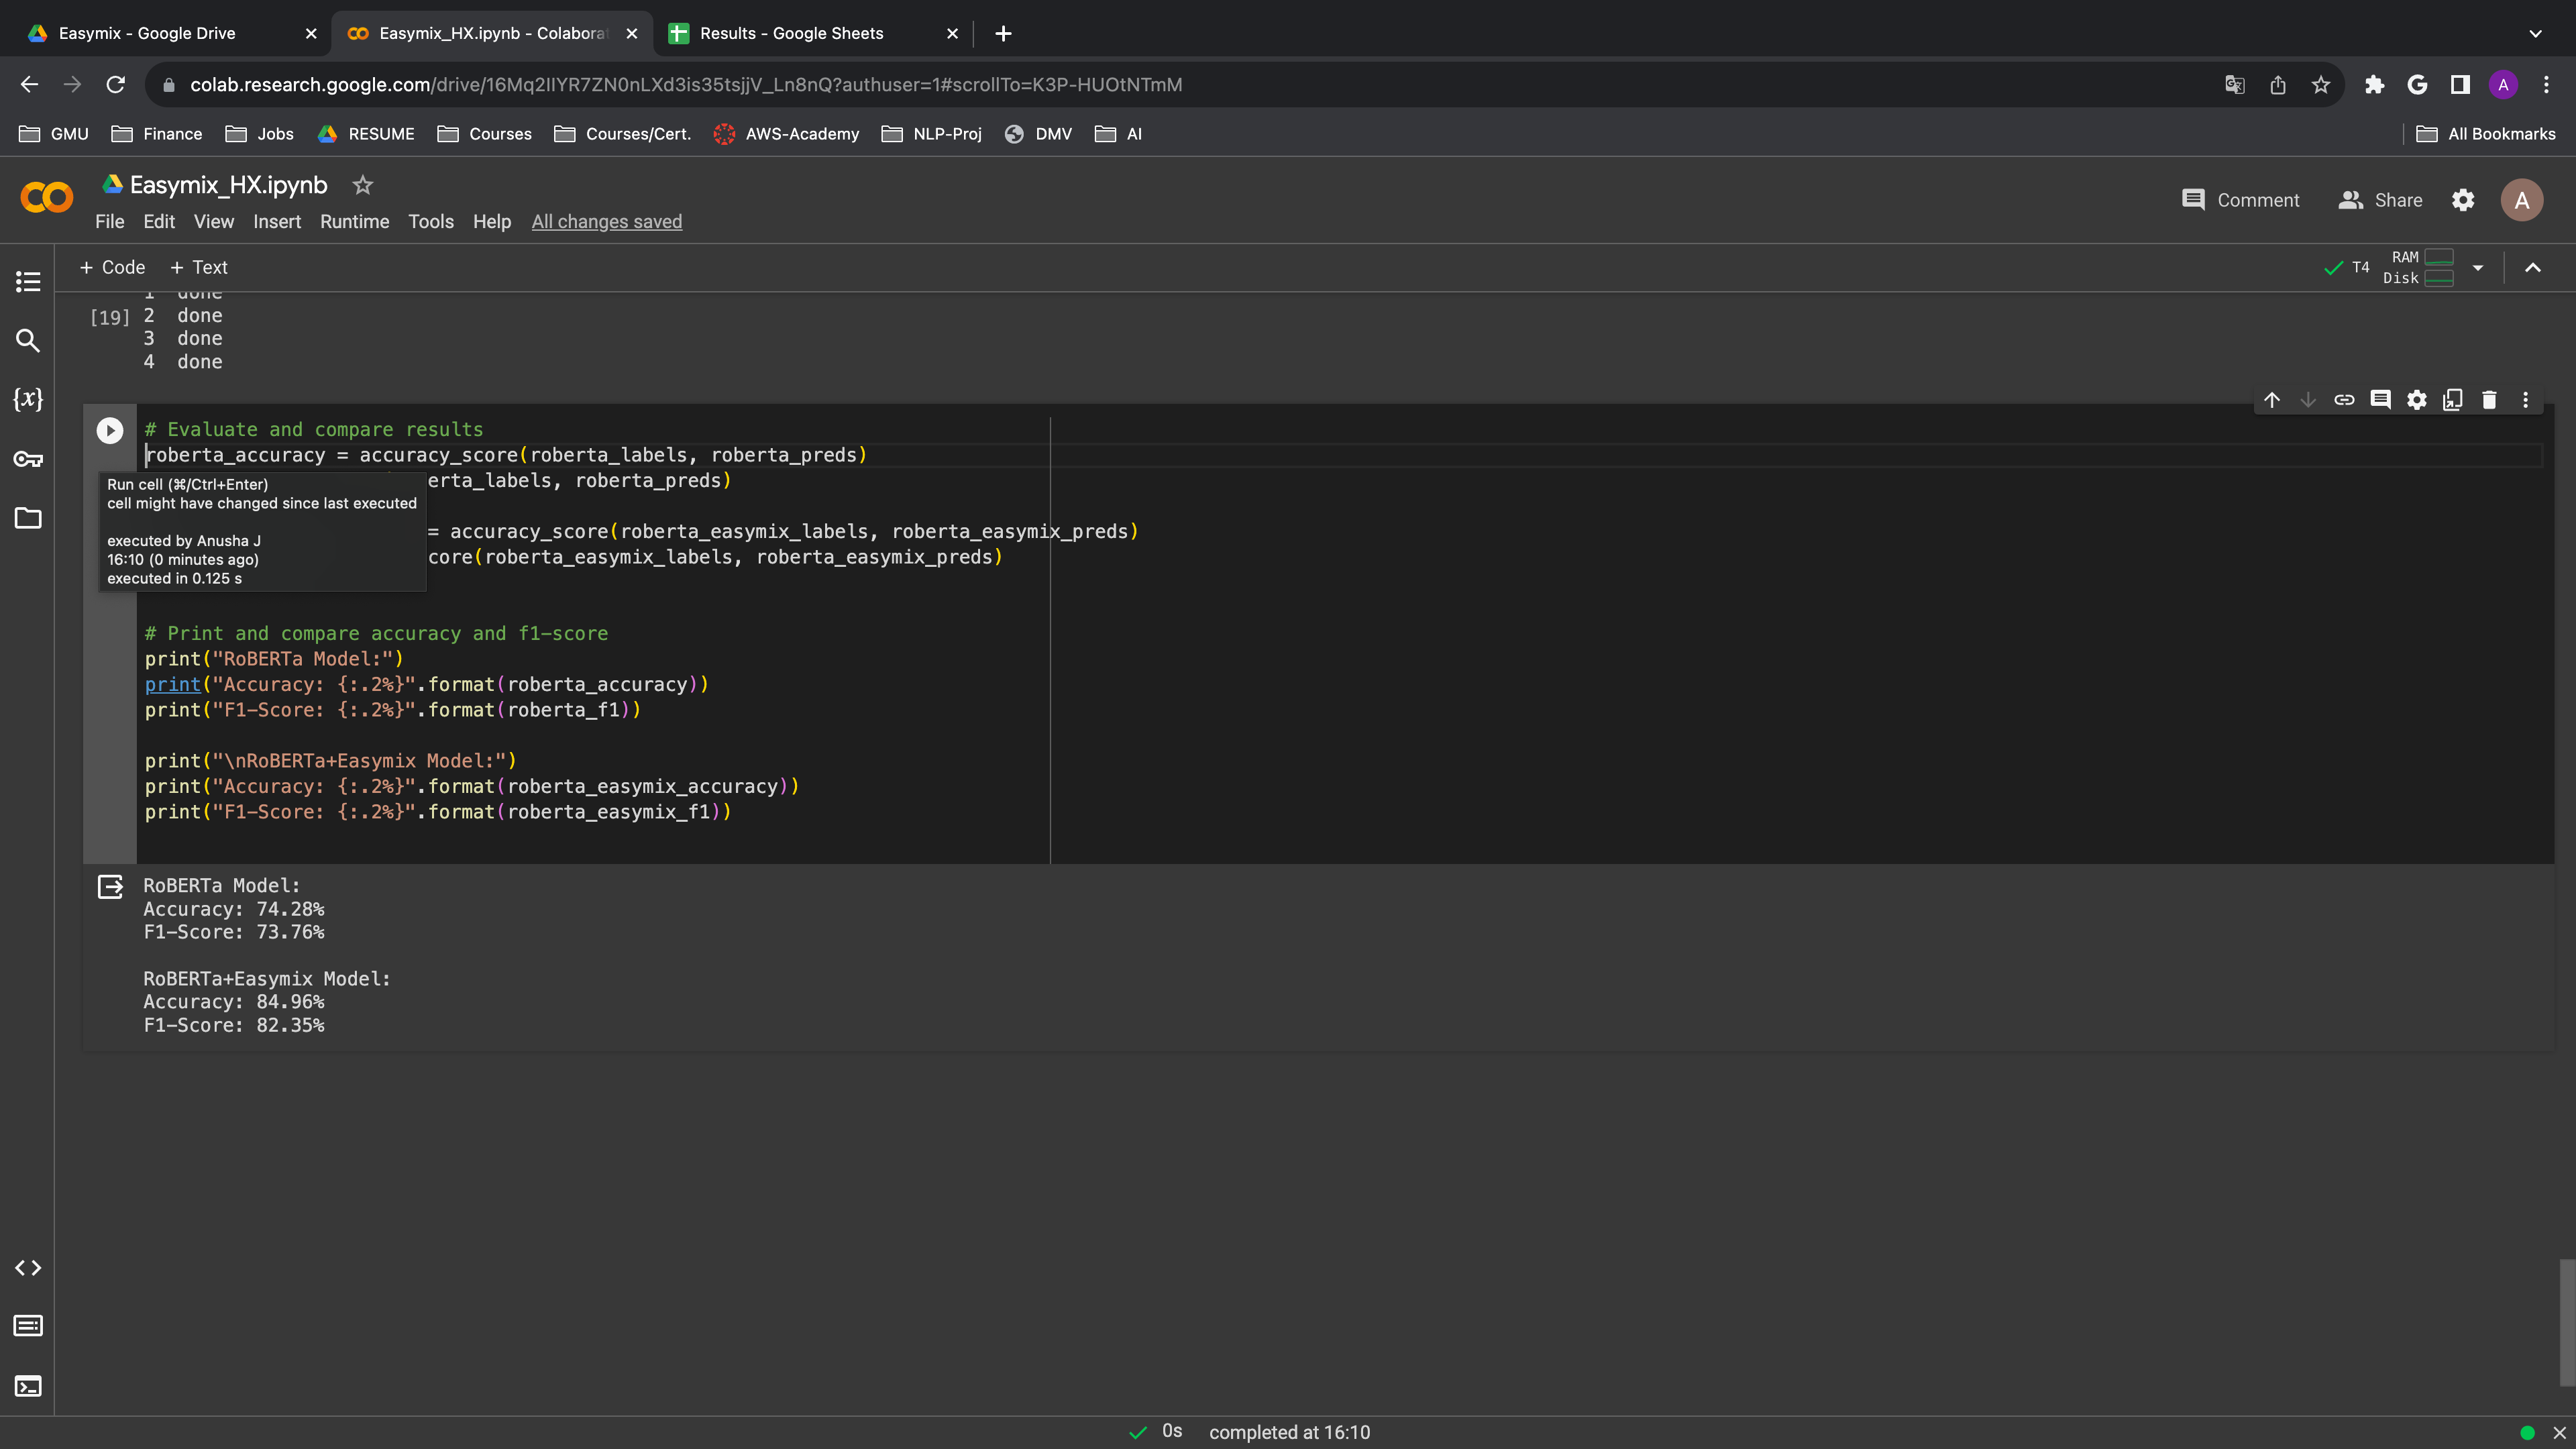 Easymix - Google Drive
Easymix_HX.ipynb - Colabora
Results - Google Sheets
colab.research.google.com/drive/16Mq2IIYR7ZN0nLXd3is35tsjjV_Ln8nQ?authuser=1#scrollTo=K3P-HUOtNTmM
A
GMU Finance Jobs RESUME Courses Courses/Cert. AWS-Academy NLP-Proj DMV AI All Bookmarks
Easymix_HX.ipynb
Comment Share A
File Edit View Insert Runtime Tools Help All changes saved
+ Code + Text
T4 RAM
Disk
1 done
[19] 2 done
3 done
4 done
# Evaluate and compare results
roberta_accuracy = accuracy_score(roberta_labels, roberta_preds)
erta_labels, roberta_preds)
= accuracy_score(roberta_easymix_labels, roberta_easymix_preds)
core(roberta_easymix_labels, roberta_easymix_preds)
Run cell (⌘/Ctrl+Enter)
cell might have changed since last executed
executed by Anusha J
16:10 (0 minutes ago)
executed in 0.125 s
# Print and compare accuracy and f1-score
print("RoBERTa Model:")
print("Accuracy: {:.2%}".format(roberta_accuracy))
print("F1-Score: {:.2%}".format(roberta_f1))
print("\nRoBERTa+Easymix Model:")
print("Accuracy: {:.2%}".format(roberta_easymix_accuracy))
print("F1-Score: {:.2%}".format(roberta_easymix_f1))
RoBERTa Model:
Accuracy: 74.28%
F1-Score: 73.76%
RoBERTa+Easymix Model:
Accuracy: 84.96%
F1-Score: 82.35%
0s completed at 16:10